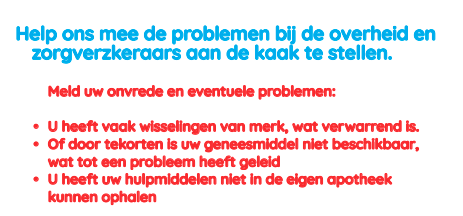 Help ons mee de problemen bij de overheid en
zorgverzkeraars aan de kaak te stellen.
Meld uw onvrede en eventuele problemen:
• U heeft vaak wisselingen van merk, wat verwarrend is.
• Of door tekorten is uw geneesmiddel niet beschikbaar,
wat tot een probleem heeft geleid
• U heeft uw hulpmiddelen niet in de eigen apotheek
kunnen ophalen